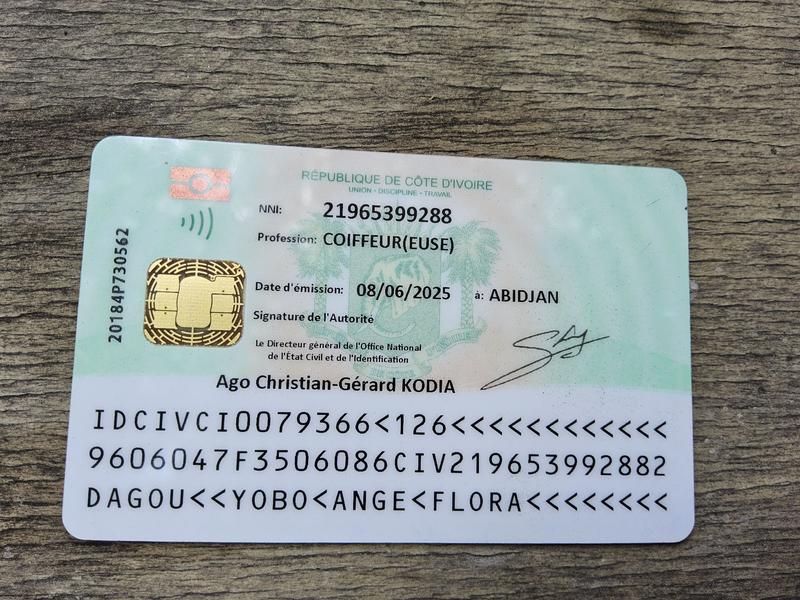 RÉPUBLIQUE DE CÔTE D'IVOIRE
UNION - DISCIPLINE - TRAVAIL
NNI: 21965399288
Profession: COIFFEUR(EUSE)
20184P730562
Date d'émission: 08/06/2025 à: ABIDJAN
Signature de l'Autorité
Le Directeur général de l'Office National
de l'État Civil et de l'Identification
Ago Christian-Gérard KODIA
IDCIVCI0079366<126<<<<<<<<<<<<
9606047F3506086CIV219653992882
DAGOU<<YOBO<ANGE<FLORA<<<<<<<<